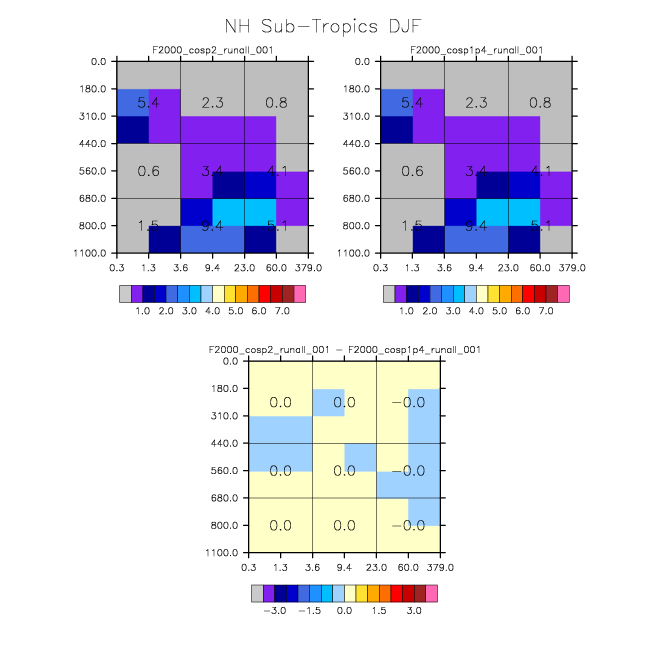 NH Sub-Tropics DJF
F2000_cosp2_runall_001
F2000_cosp1p4_runall_001
0.0 0.0
180.0 5.4 2.3 0.8 180.0 5.4 2.3 0.8
310.0 310.0
440.0 440.0
560.0 0.6 3.4 4.1 560.0 0.6 3.4 4.1
680.0 680.0
800.0 1.5 9.4 5.1 800.0 1.5 9.4 5.1
1100.0 1100.0
0.3 1.3 3.6 9.4 23.0 60.0 379.0 0.3 1.3 3.6 9.4 23.0 60.0 379.0
1.0 2.0 3.0 4.0 5.0 6.0 7.0 1.0 2.0 3.0 4.0 5.0 6.0 7.0
F2000_cosp2_runall_001 - F2000_cosp1p4_runall_001
0.0
180.0 0.0 0.0 -0.0
310.0
440.0
560.0 0.0 0.0 -0.0
680.0
800.0 0.0 0.0 -0.0
1100.0
0.3 1.3 3.6 9.4 23.0 60.0 379.0
-3.0 -1.5 0.0 1.5 3.0